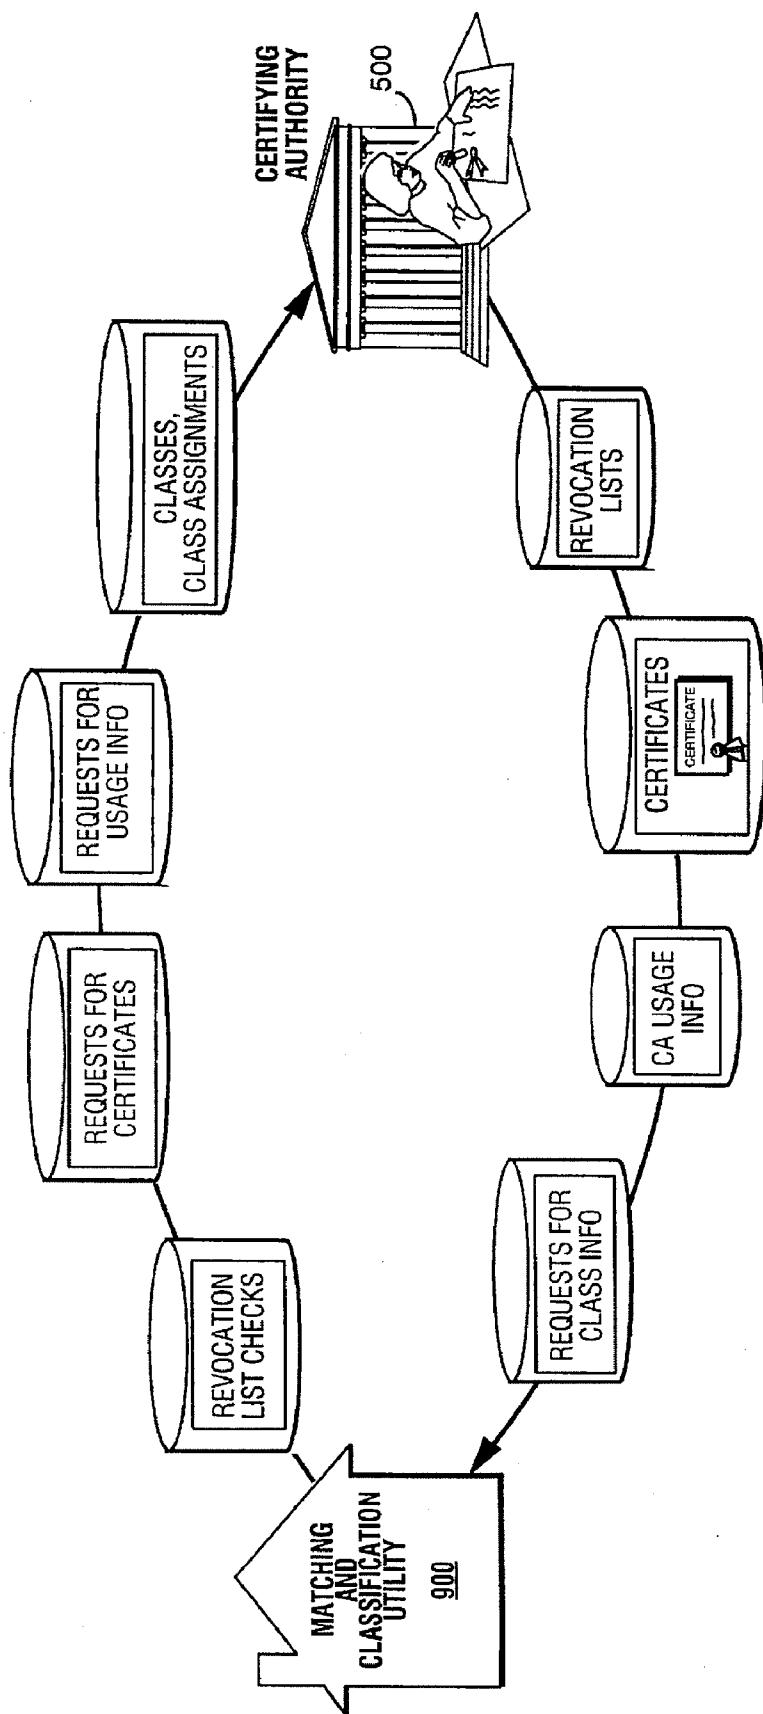 REVOCATION
LIST CHECKS
REQUESTS FOR
CERTIFICATES
REQUESTS FOR
USAGE INFO
CLASSES,
CLASS ASSIGNMENTS
CERTIFYING
AUTHORITY
500
MATCHING
AND
CLASSIFICATION
UTILITY
900
REQUESTS FOR
CLASS INFO
CA USAGE
INFO
CERTIFICATES
CERTIFICATE
REVOCATION
LISTS